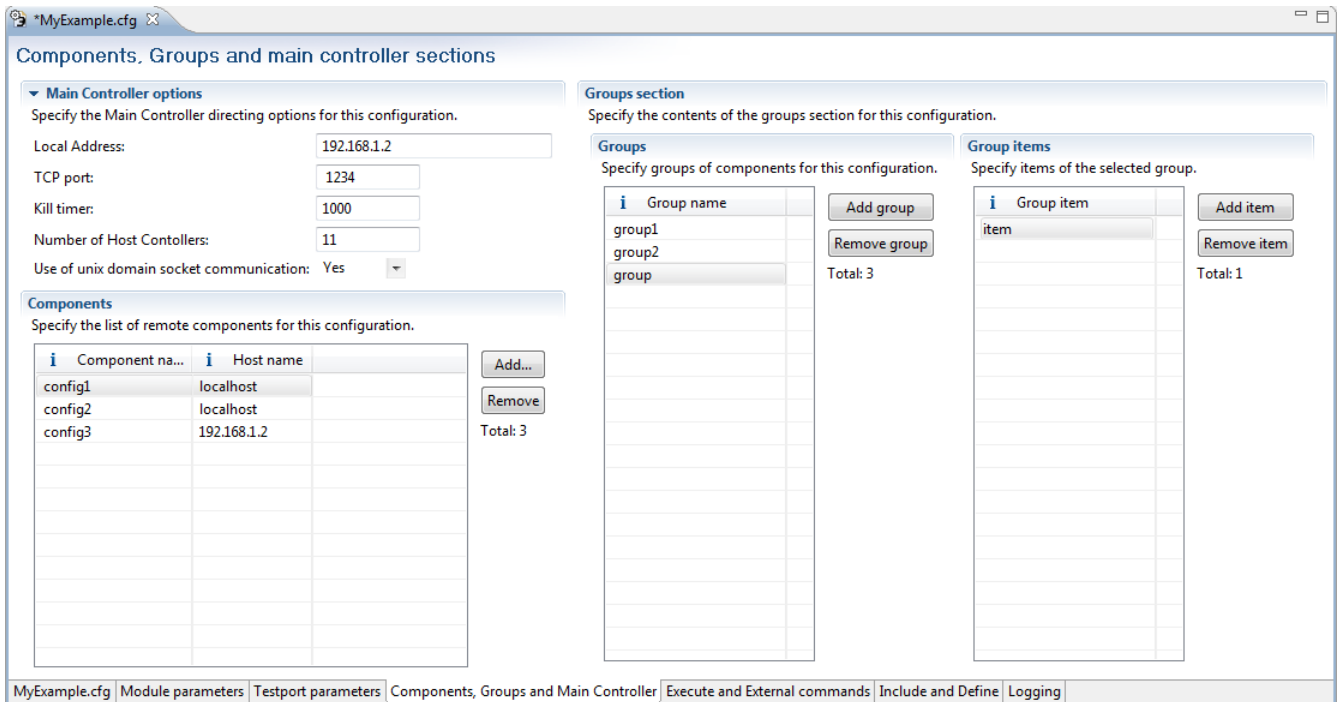 *MyExample.cfg
Components, Groups and main controller sections
Main Controller options
Specify the Main Controller directing options for this configuration.
Local Address: 192.168.1.2
TCP port: 1234
Kill timer: 1000
Number of Host Contollers: 11
Use of unix domain socket communication: Yes
Components
Specify the list of remote components for this configuration.
i Component na... i Host name
config1 localhost
config2 localhost
config3 192.168.1.2
Add...
Remove
Total: 3
Groups section
Specify the contents of the groups section for this configuration.
Groups
Specify groups of components for this configuration.
i Group name
group1
group2
group
Add group
Remove group
Total: 3
Group items
Specify items of the selected group.
i Group item
item
Add item
Remove item
Total: 1
MyExample.cfg Module parameters Testport parameters Components, Groups and Main Controller Execute and External commands Include and Define Logging